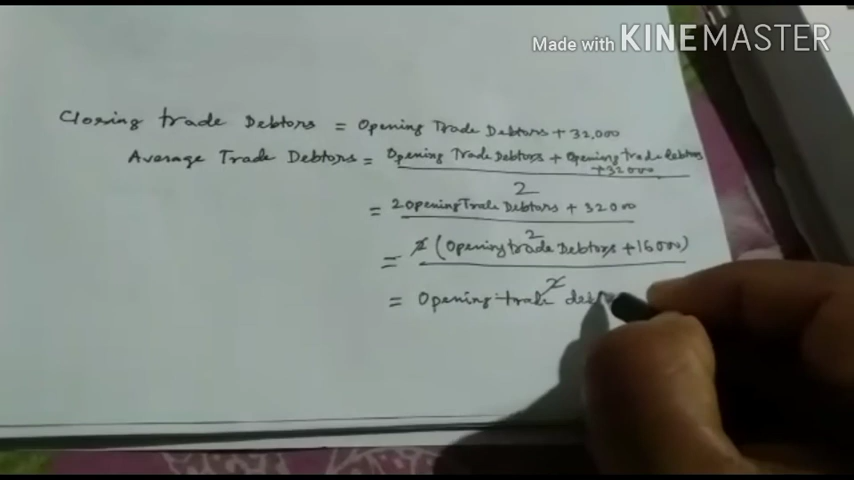 Made with KINEMASTER
Closing trade Debtors = Opening Trade Debtors + 32,000
Average Trade Debtors = Opening Trade Debtors + Opening trade debtors
+32000
2
= 2 Opening Trade Debtors + 32000
2
= 2 (Opening trade Debtors + 16000)
2
= Opening trade deb